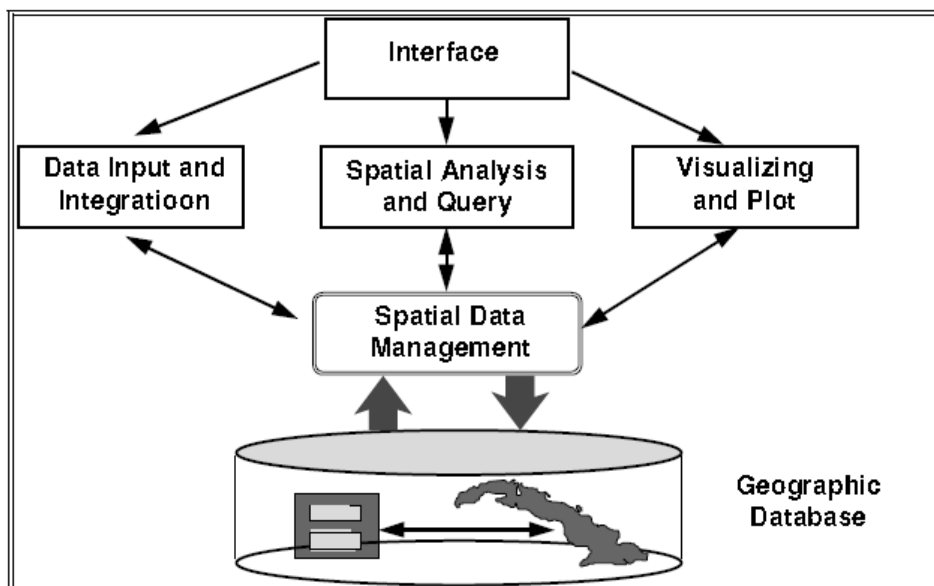 Interface
Data Input and
Integratioon
Spatial Analysis
and Query
Visualizing
and Plot
Spatial Data
Management
Geographic
Database